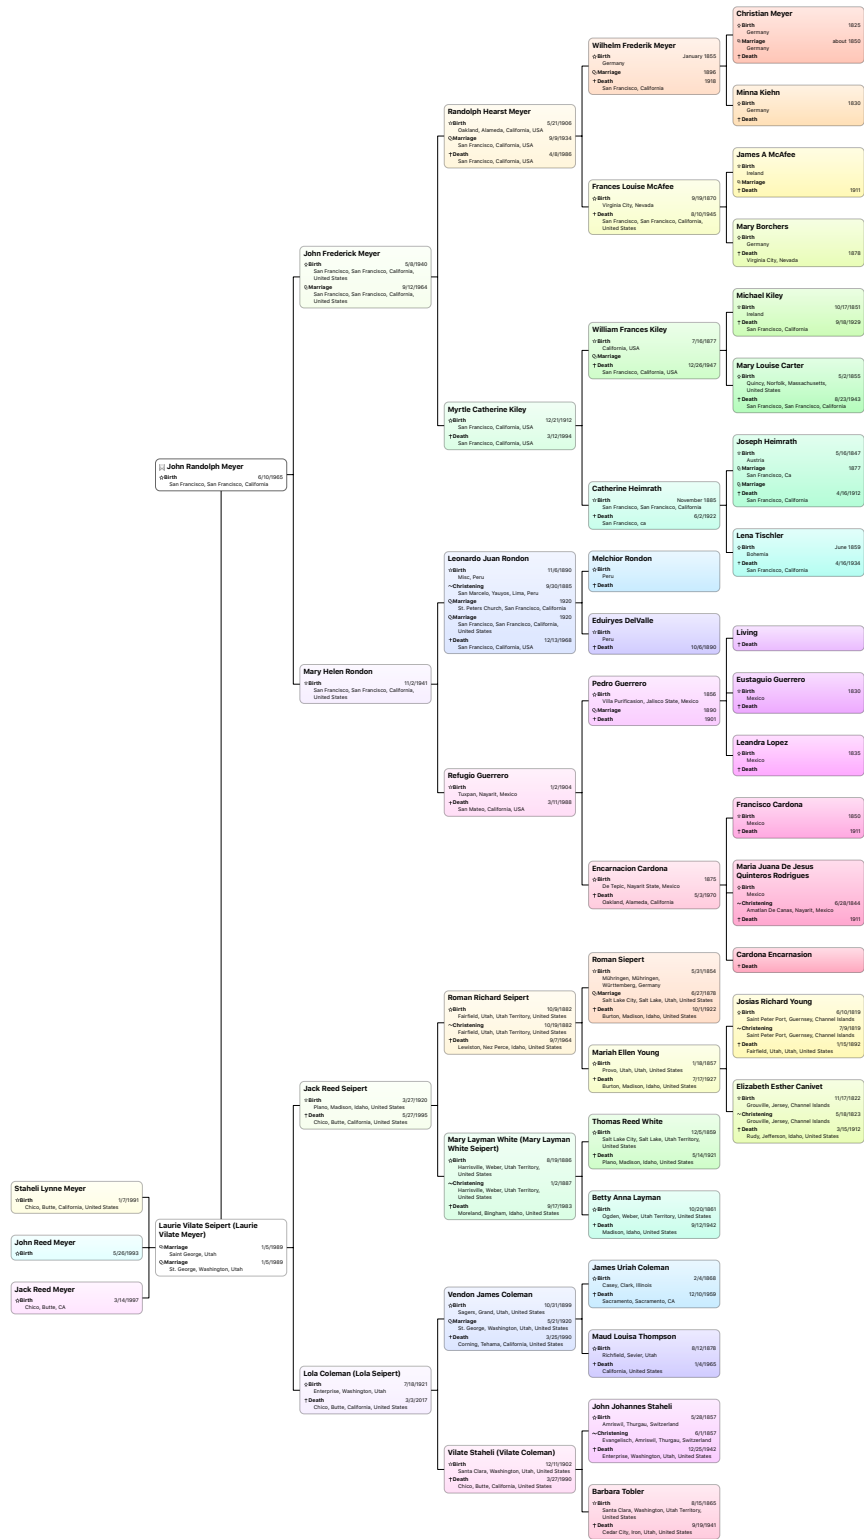 Christian Meyer
☆Birth 1825
Germany
Marriage about 1850
Germany
†Death
Minna Kiehn
☆Birth 1830
Germany
†Death
Wilhelm Frederik Meyer
☆Birth January 1855
Germany
Marriage 1896
†Death 1918
San Francisco, California
James A McAfee
☆Birth
Ireland
Marriage
†Death 1911
Mary Borchers
☆Birth
Germany
†Death 1878
Virginia City, Nevada
Frances Louise McAfee
☆Birth 9/19/1870
Virginia City, Nevada
†Death 8/10/1945
San Francisco, San Francisco, California,
United States
Randolph Hearst Meyer
☆Birth 5/21/1906
Oakland, Alameda, California, USA
Marriage 9/9/1934
San Francisco, California, USA
†Death 4/8/1986
San Francisco, California, USA
Michael Kiley
☆Birth 10/17/1851
Ireland
†Death 9/18/1929
San Francisco, California
Mary Louise Carter
☆Birth 5/2/1855
Quincy, Norfolk, Massachusetts,
United States
†Death 8/23/1943
San Francisco, San Francisco, California
William Frances Kiley
☆Birth 7/16/1877
California, USA
Marriage
†Death 12/26/1947
San Francisco, California, USA
Joseph Heimrath
☆Birth 5/16/1847
Austria
Marriage 1877
San Francisco, Ca
Marriage
†Death 4/16/1912
San Francisco, California
Lena Tischler
☆Birth June 1859
Bohemia
†Death 4/16/1934
San Francisco, California
Catherine Heimrath
☆Birth November 1885
San Francisco, San Francisco, California
†Death 6/2/1922
San Francisco, ca
Myrtle Catherine Kiley
☆Birth 12/21/1912
San Francisco, California, USA
†Death 3/12/1994
San Francisco, California, USA
John Frederick Meyer
☆Birth 5/8/1940
San Francisco, San Francisco, California,
United States
Marriage 9/12/1964
San Francisco, San Francisco, California,
United States
John Randolph Meyer
☆Birth 6/10/1965
San Francisco, San Francisco, California
Leonardo Juan Rondon
☆Birth 11/6/1890
Misc, Peru
~Christening 9/30/1885
San Marcelo, Yauyos, Lima, Peru
Marriage 1920
St. Peters Church, San Francisco, California
Marriage 1920
San Francisco, San Francisco, California,
United States
†Death 12/13/1968
San Francisco, California, USA
Melchior Rondon
☆Birth
Peru
†Death
Eduiryes DelValle
☆Birth
Peru
†Death 10/6/1890
Mary Helen Rondon
☆Birth 11/2/1941
San Francisco, San Francisco, California,
United States
Living
†Death
Eustaguio Guerrero
☆Birth 1830
Mexico
†Death
Leandra Lopez
☆Birth 1835
Mexico
†Death
Pedro Guerrero
☆Birth 1856
Villa Purificasion, Jalisco State, Mexico
Marriage 1890
†Death 1901
Refugio Guerrero
☆Birth 1/2/1904
Tuxpan, Nayarit, Mexico
†Death 3/11/1988
San Mateo, California, USA
Francisco Cardona
☆Birth 1850
Mexico
†Death 1911
Maria Juana De Jesus
Quinteros Rodrigues
☆Birth
Mexico
~Christening 6/28/1844
Amatlan De Canas, Nayarit, Mexico
†Death 1911
Cardona Encarnasion
†Death
Encarnacion Cardona
☆Birth 1875
De Tepic, Nayarit State, Mexico
†Death 5/3/1970
Oakland, Alameda, California
Roman Siepert
☆Birth 5/31/1854
Mühringen, Mühringen,
Württemberg, Germany
Marriage 6/27/1878
Salt Lake City, Salt Lake, Utah, United States
†Death 10/1/1922
Burton, Madison, Idaho, United States
Roman Richard Seipert
☆Birth 10/9/1882
Fairfield, Utah, Utah Territory, United States
~Christening 10/19/1882
Fairfield, Utah, Utah Territory, United States
†Death 9/7/1964
Lewiston, Nez Perce, Idaho, United States
Josias Richard Young
☆Birth 6/10/1819
Saint Peter Port, Guernsey, Channel Islands
~Christening 7/9/1819
Saint Peter Port, Guernsey, Channel Islands
†Death 1/15/1892
Fairfield, Utah, Utah, United States
Mariah Ellen Young
☆Birth 1/18/1857
Provo, Utah, Utah, United States
†Death 7/17/1927
Burton, Madison, Idaho, United States
Elizabeth Esther Canivet
☆Birth 11/17/1822
Grouville, Jersey, Channel Islands
~Christening 5/18/1823
Grouville, Jersey, Channel Islands
†Death 3/15/1912
Rudy, Jefferson, Idaho, United States
Jack Reed Seipert
☆Birth 3/27/1920
Plano, Madison, Idaho, United States
†Death 5/27/1995
Chico, Butte, California, United States
Mary Layman White (Mary Layman
White Seipert)
☆Birth 8/19/1886
Harrisville, Weber, Utah Territory,
United States
~Christening 1/2/1887
Harrisville, Weber, Utah Territory,
United States
†Death 9/17/1983
Moreland, Bingham, Idaho, United States
Thomas Reed White
☆Birth 12/5/1859
Salt Lake City, Salt Lake, Utah Territory,
United States
†Death 5/14/1921
Plano, Madison, Idaho, United States
Betty Anna Layman
☆Birth 10/20/1861
Ogden, Weber, Utah Territory, United States
†Death 9/12/1942
Madison, Idaho, United States
Staheli Lynne Meyer
☆Birth 1/7/1991
Chico, Butte, California, United States
John Reed Meyer
☆Birth 5/26/1993
Jack Reed Meyer
☆Birth 3/14/1997
Chico, Butte, CA
Laurie Vilate Seipert (Laurie
Vilate Meyer)
Marriage 1/5/1989
Saint George, Utah
Marriage 1/5/1989
St. George, Washington, Utah
James Uriah Coleman
☆Birth 2/4/1868
Casey, Clark, Illinois
†Death 12/10/1959
Sacramento, Sacramento, CA
Vendon James Coleman
☆Birth 10/21/1899
Sagers, Grand, Utah, United States
Marriage 5/21/1920
St. George, Washington, Utah, United States
†Death 3/25/1990
Corning, Tehama, California, United States
Maud Louisa Thompson
☆Birth 8/12/1878
Richfield, Sevier, Utah
†Death 1/4/1965
California, United States
Lola Coleman (Lola Seipert)
☆Birth 7/18/1921
Enterprise, Washington, Utah
†Death 3/3/2017
Chico, Butte, California, United States
John Johannes Staheli
☆Birth 5/28/1857
Amriswil, Thurgau, Switzerland
~Christening 6/1/1857
Evangelisch, Amriswil, Thurgau, Switzerland
†Death 12/25/1942
Enterprise, Washington, Utah, United States
Vilate Staheli (Vilate Coleman)
☆Birth 12/11/1902
Santa Clara, Washington, Utah, United States
†Death 3/27/1990
Chico, Butte, California, United States
Barbara Tobler
☆Birth 8/15/1865
Santa Clara, Washington, Utah Territory,
United States
†Death 9/19/1941
Cedar City, Iron, Utah, United States